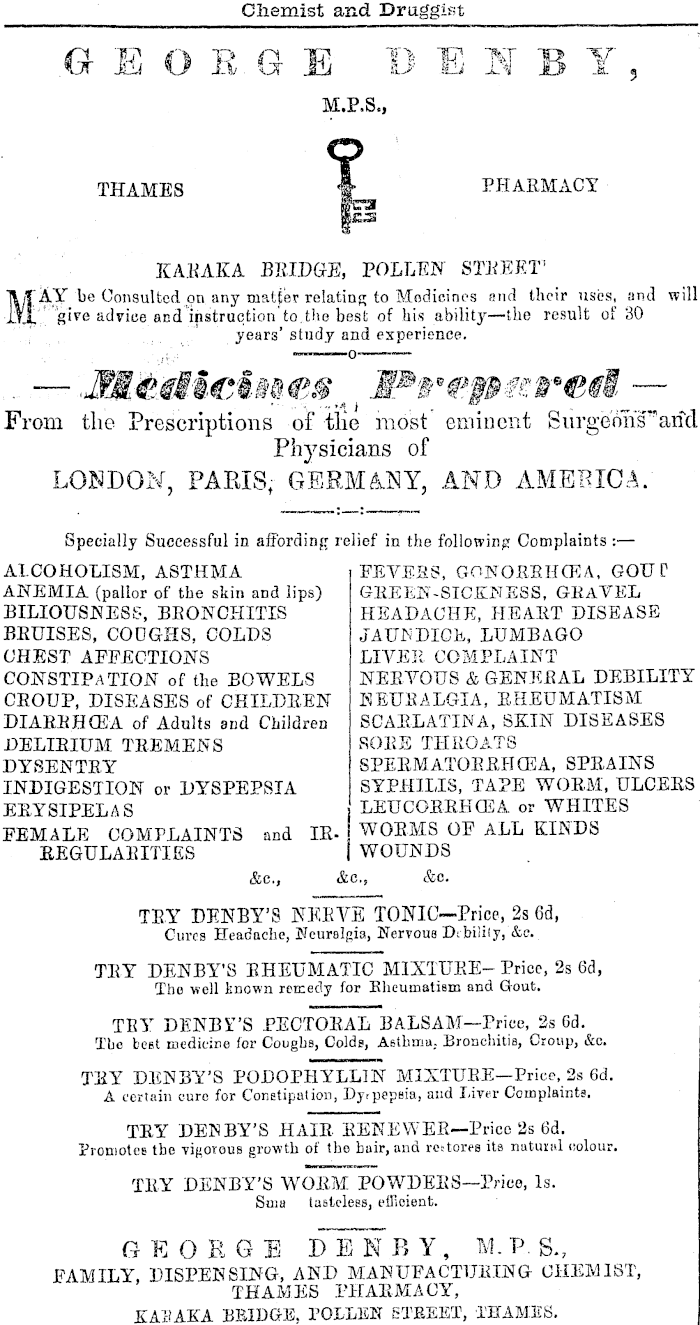 Chemist and Druggist
GEORGE DENBY,
M.P.S.,
THAMES PHARMACY
KARAKA BRIDGE, POLLEN STREET
MAY be Consulted on any matter relating to Medicines and their uses, and will
give advice and instruction to the best of his ability—the result of 30
years' study and experience.
—o—
— Medicines Prepared —
From the Prescriptions of the most eminent Surgeons and
Physicians of
LONDON, PARIS, GERMANY, AND AMERICA.
—:—:—
Specially Successful in affording relief in the following Complaints :—
ALCOHOLISM, ASTHMA
ANEMIA (pallor of the skin and lips)
BILIOUSNESS, BRONCHITIS
BRUISES, COUGHS, COLDS
CHEST AFFECTIONS
CONSTIPATION of the BOWELS
CROUP, DISEASES of CHILDREN
DIARRHŒA of Adults and Children
DELIRIUM TREMENS
DYSENTRY
INDIGESTION or DYSPEPSIA
ERYSIPELAS
FEMALE COMPLAINTS and IR-
REGULARITIES
FEVERS, GONORRHŒA, GOUT
GREEN-SICKNESS, GRAVEL
HEADACHE, HEART DISEASE
JAUNDICE, LUMBAGO
LIVER COMPLAINT
NERVOUS & GENERAL DEBILITY
NEURALGIA, RHEUMATISM
SCARLATINA, SKIN DISEASES
SORE THROATS
SPERMATORRHŒA, SPRAINS
SYPHILIS, TAPE WORM, ULCERS
LEUCORRHŒA or WHITES
WORMS OF ALL KINDS
WOUNDS
&c., &c., &c.
TRY DENBY'S NERVE TONIC—Price, 2s 6d,
Cures Headache, Neuralgia, Nervous Debility, &c.
TRY DENBY'S RHEUMATIC MIXTURE— Price, 2s 6d,
The well known remedy for Rheumatism and Gout.
TRY DENBY'S PECTORAL BALSAM—Price, 2s 6d.
The best medicine for Coughs, Colds, Asthma, Bronchitis, Croup, &c.
TRY DENBY'S PODOPHYLLIN MIXTURE—Price, 2s 6d.
A certain cure for Constipation, Dyspepsia, and Liver Complaints.
TRY DENBY'S HAIR RENEWER—Price 2s 6d.
Promotes the vigorous growth of the hair, and restores its natural colour.
TRY DENBY'S WORM POWDERS—Price, 1s.
tasteless, efficient.
GEORGE DENBY, M.P.S.,
FAMILY, DISPENSING, AND MANUFACTURING CHEMIST,
THAMES PHARMACY,
KARAKA BRIDGE, POLLEN STREET, THAMES.